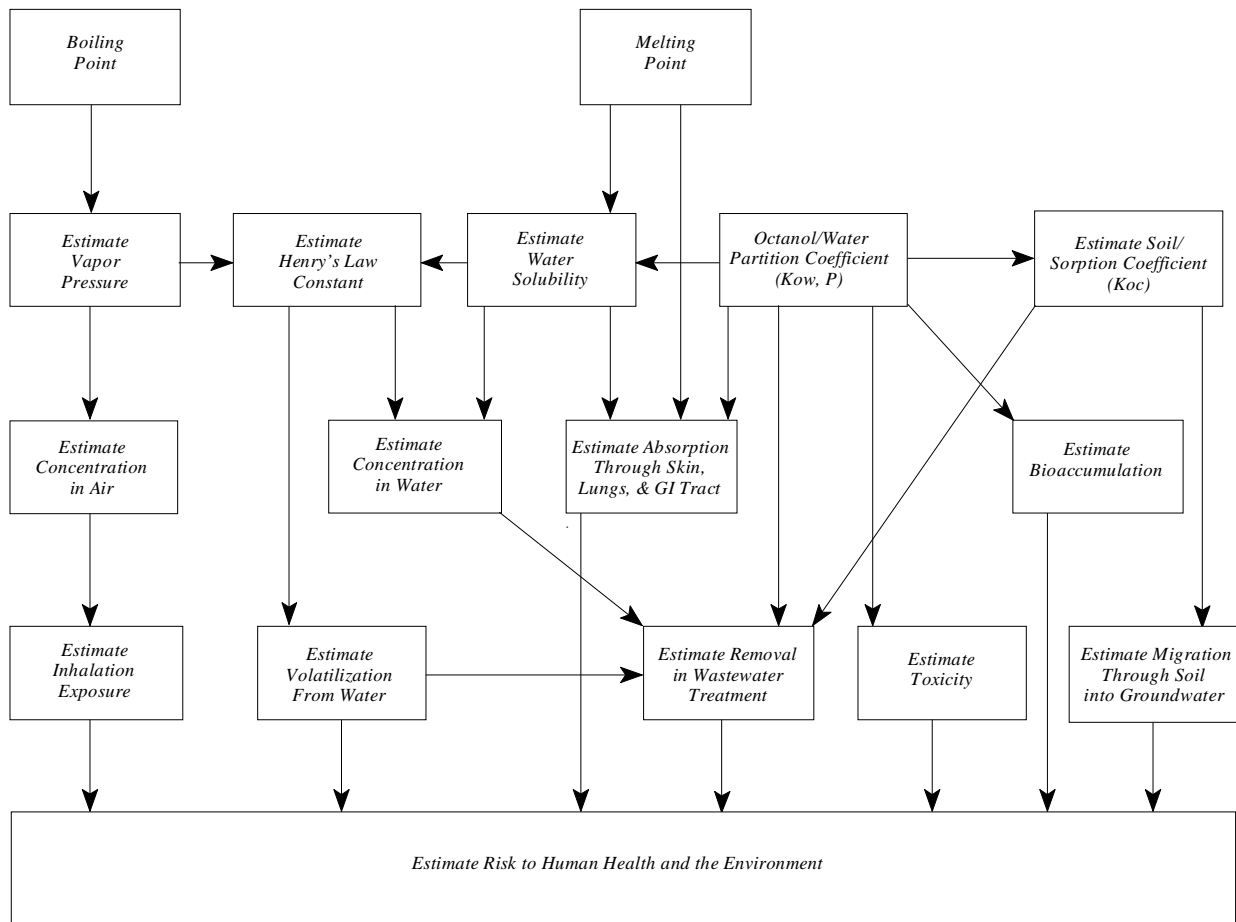 Boiling
Point
Melting
Point
Estimate
Vapor
Pressure
Estimate
Henry's Law
Constant
Estimate
Water
Solubility
Octanol/Water
Partition Coefficient
(Kow, P)
Estimate Soil/
Sorption Coefficient
(Koc)
Estimate
Concentration
in Air
Estimate
Concentration
in Water
Estimate Absorption
Through Skin,
Lungs, & GI Tract
Estimate
Bioaccumulation
Estimate
Inhalation
Exposure
Estimate
Volatilization
From Water
Estimate Removal
in Wastewater
Treatment
Estimate
Toxicity
Estimate Migration
Through Soil
into Groundwater
Estimate Risk to Human Health and the Environment